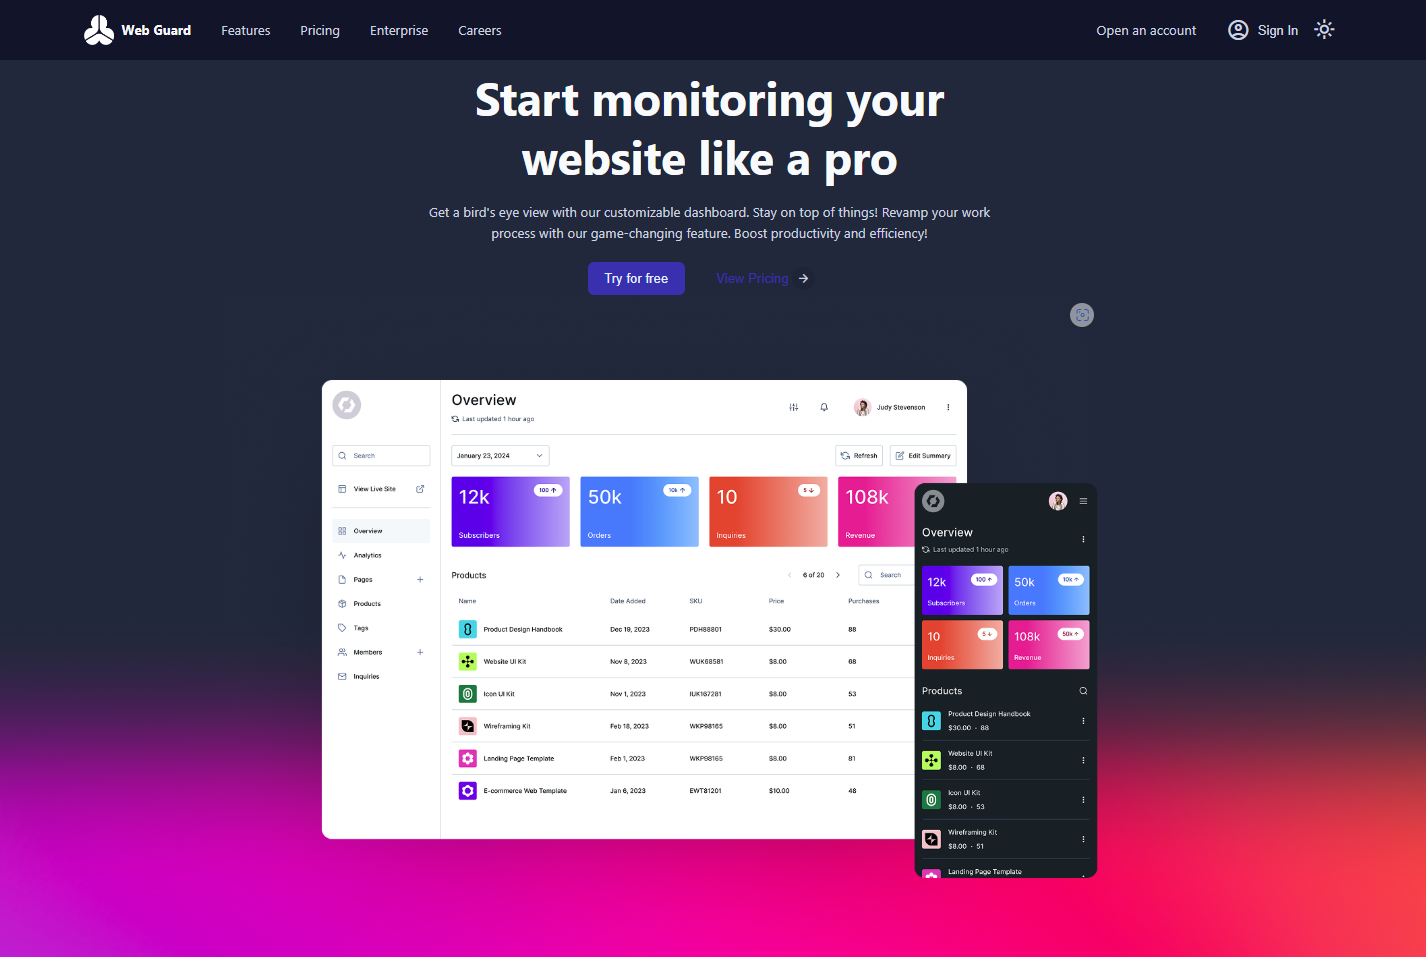 Web Guard Features Pricing Enterprise Careers Open an account Sign In
Start monitoring your
website like a pro
Get a bird's eye view with our customizable dashboard. Stay on top of things! Revamp your work
process with our game-changing feature. Boost productivity and efficiency!
Try for free View Pricing
Search
View Live Site
Overview
Analytics
Pages
Products
Tags
Members
Inquiries
Overview
Last updated 1 hour ago
Judy Stevenson
January 23, 2024
Refresh Edit Summary
12k 100 ↑
Subscribers
50k 10k ↑
Orders
10 5 ↓
Inquiries
108k
Revenue
Products 6 of 20 Search
Name Date Added SKU Price Purchases
Product Design Handbook Dec 19, 2023 PDH88801 $30.00 88
Website UI Kit Nov 8, 2023 WUK68581 $8.00 68
Icon UI Kit Nov 1, 2023 IUK167281 $8.00 53
Wireframing Kit Feb 18, 2023 WKP98165 $8.00 51
Landing Page Template Feb 1, 2023 WKP98165 $8.00 81
E-commerce Web Template Jan 6, 2023 EWT81201 $10.00 48
Overview
Last updated 1 hour ago
12k 100 ↑
Subscribers
50k 10k ↑
Orders
10 5 ↓
Inquiries
108k 50k ↑
Revenue
Products
Product Design Handbook
$30.00 · 88
Website UI Kit
$8.00 · 68
Icon UI Kit
$8.00 · 53
Wireframing Kit
$8.00 · 51
Landing Page Template